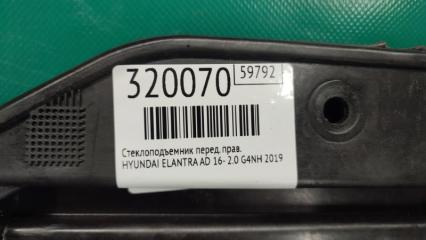 320070 59792
Стеклоподъемник перед. прав.
HYUNDAI ELANTRA AD 16- 2.0 G4NH 2019